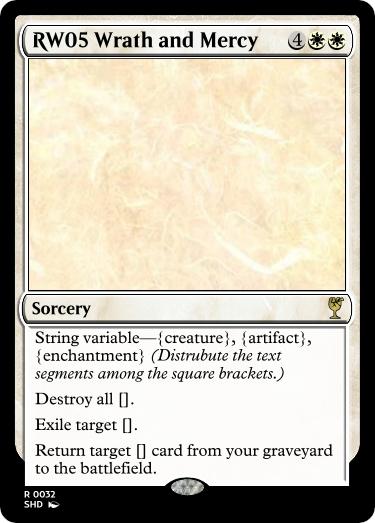 RW05 Wrath and Mercy 4
Sorcery
String variable—{creature}, {artifact},
{enchantment} (Distrubute the text
segments among the square brackets.)
Destroy all [].
Exile target [].
Return target [] card from your graveyard
to the battlefield.
R 0032
SHD